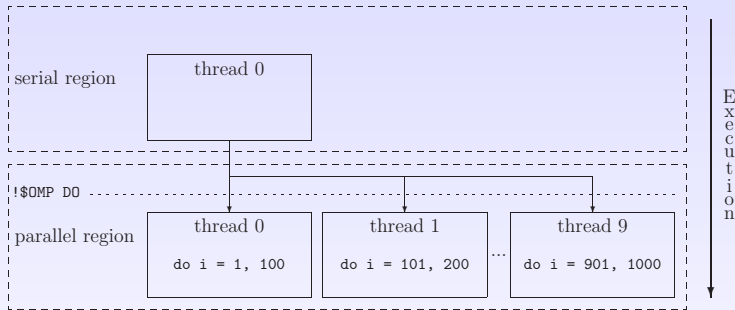 thread 0
serial region
Execution
!$OMP DO
thread 0
thread 1
thread 9
parallel region
do i = 1, 100
do i = 101, 200
...
do i = 901, 1000